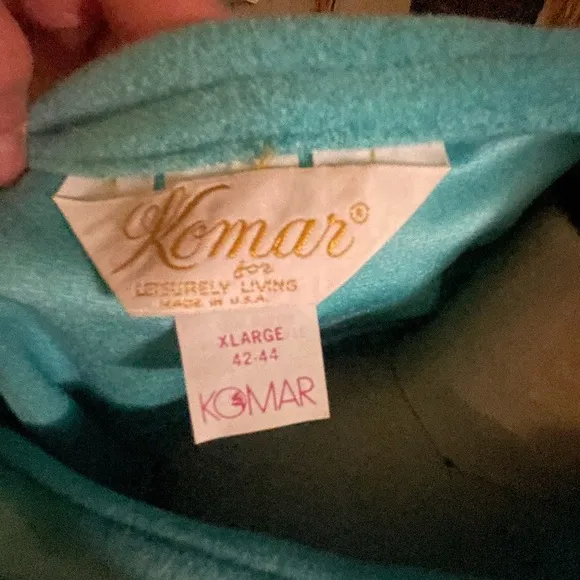 Komar®
for
LEISURELY LIVING
MADE IN U.S.A.
XLARGE
42-44
KOMAR